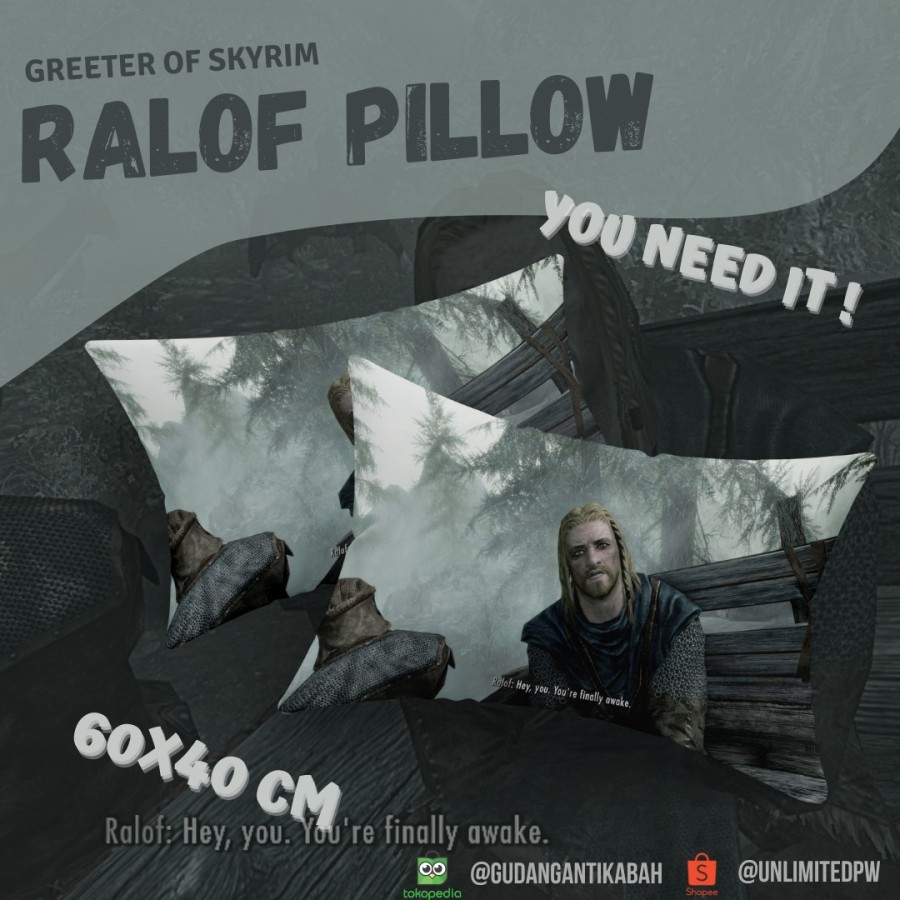 GREETER OF SKYRIM
RALOF PILLOW
YOU NEED IT !
Ralof: Hey, you. You're finally awake.
60X40 CM
Ralof: Hey, you. You're finally awake.
tokopedia
@GUDANGANTIKABAH
S
Shopee
@UNLIMITEDPW